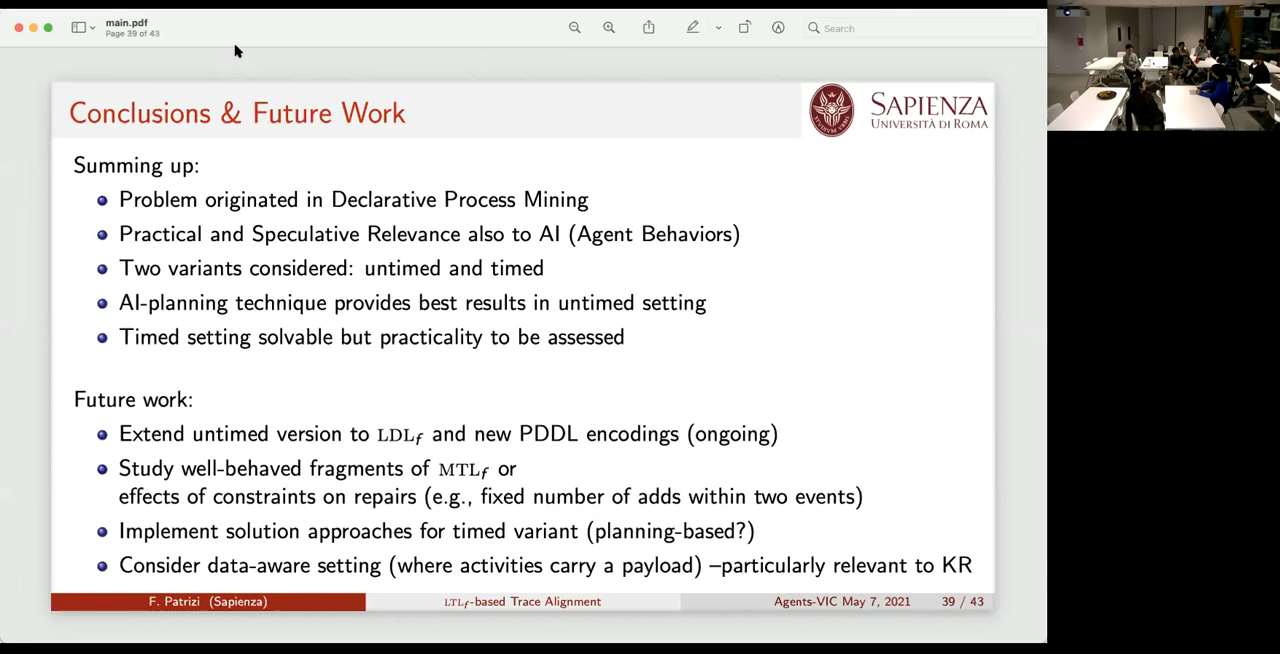 main.pdf
Page 39 of 43
Search
Conclusions & Future Work
SAPIENZA
UNIVERSITÀ DI ROMA
Summing up:
Problem originated in Declarative Process Mining
Practical and Speculative Relevance also to AI (Agent Behaviors)
Two variants considered: untimed and timed
AI-planning technique provides best results in untimed setting
Timed setting solvable but practicality to be assessed
Future work:
Extend untimed version to LDLf and new PDDL encodings (ongoing)
Study well-behaved fragments of MTLf or
effects of constraints on repairs (e.g., fixed number of adds within two events)
Implement solution approaches for timed variant (planning-based?)
Consider data-aware setting (where activities carry a payload) –particularly relevant to KR
F. Patrizi (Sapienza) LTLf-based Trace Alignment Agents-VIC May 7, 2021 39 / 43